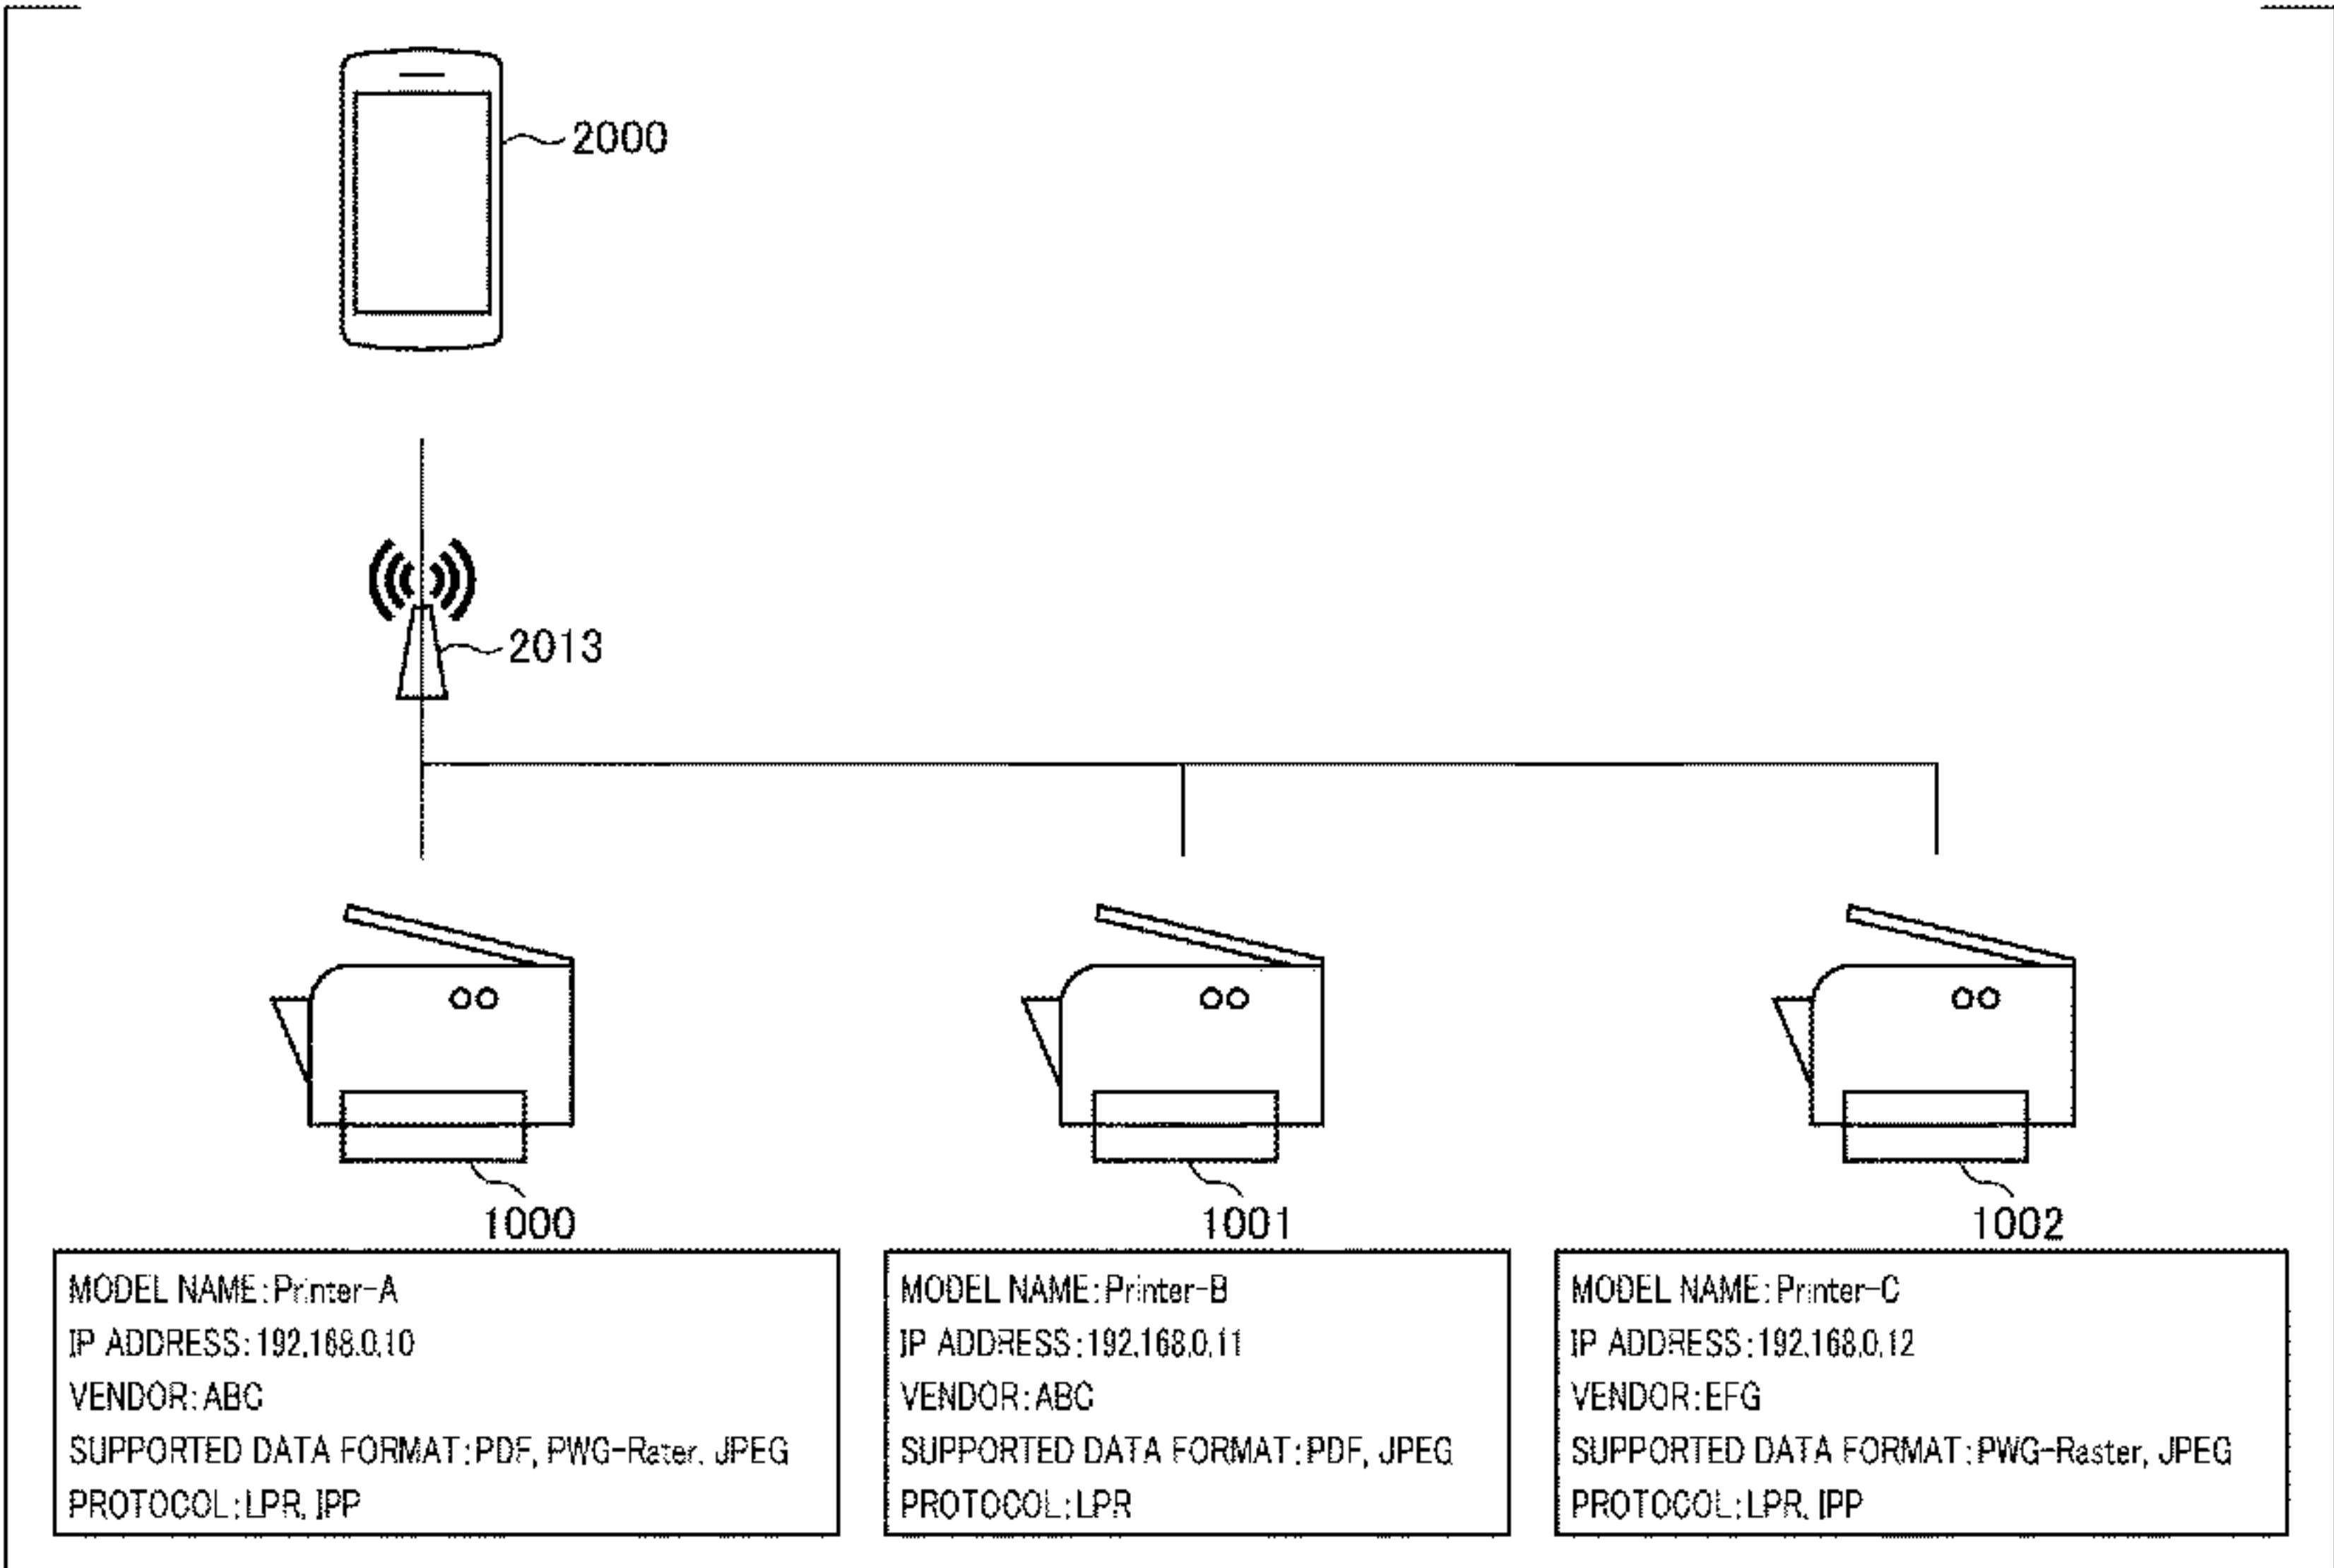 2000
2013
1000
1001
1002
MODEL NAME:Printer-A
IP ADDRESS:192.168.0.10
VENDOR:ABC
SUPPORTED DATA FORMAT:PDF, PWG-Rater, JPEG
PROTOCOL:LPR, IPP
MODEL NAME:Printer-B
IP ADDRESS:192.168.0.11
VENDOR:ABC
SUPPORTED DATA FORMAT:PDF, JPEG
PROTOCOL:LPR
MODEL NAME:Printer-C
IP ADDRESS:192.168.0.12
VENDOR:EFG
SUPPORTED DATA FORMAT:PWG-Raster, JPEG
PROTOCOL:LPR, IPP